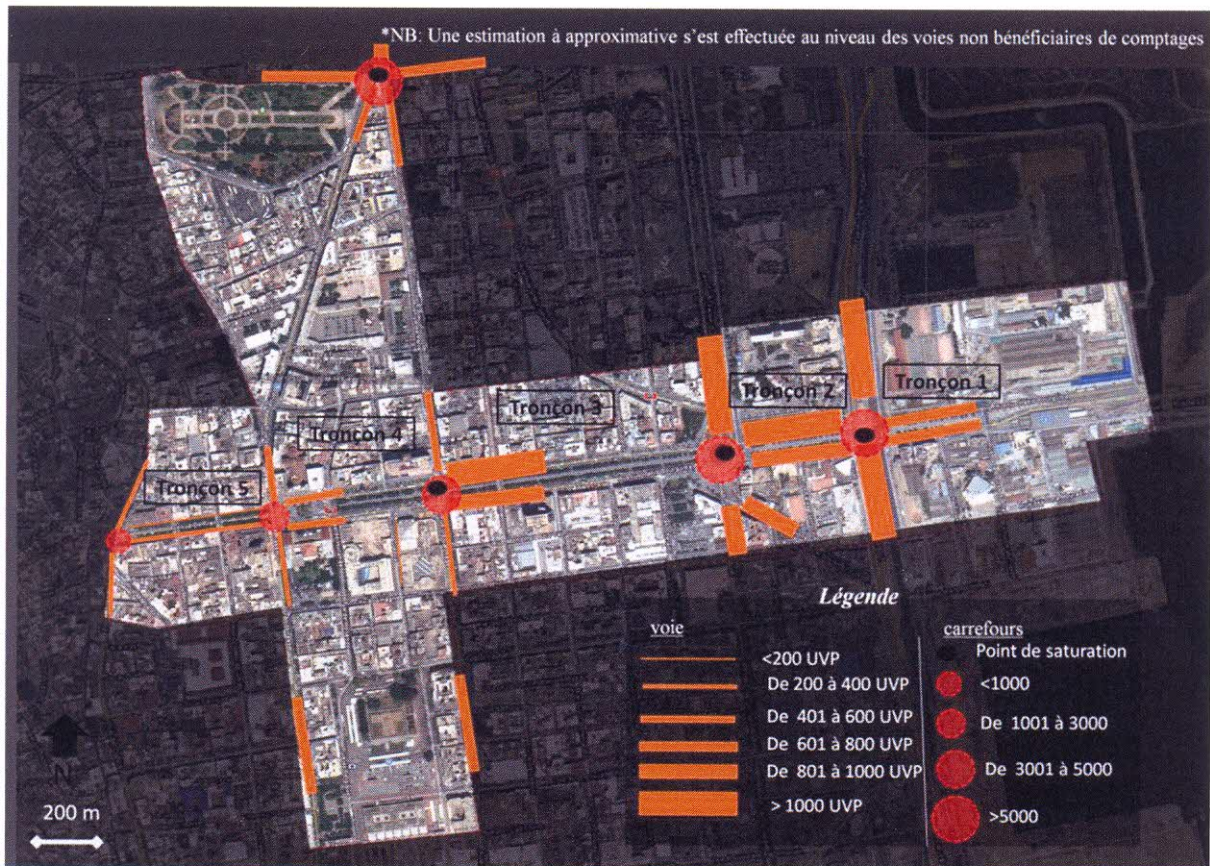 *NB: Une estimation à approximative s'est effectuée au niveau des voies non bénéficiaires de comptages
Tronçon 1
Tronçon 2
Tronçon 3
Tronçon 4
Tronçon 5
Légende
voie
<200 UVP
De 200 à 400 UVP
De 401 à 600 UVP
De 601 à 800 UVP
De 801 à 1000 UVP
> 1000 UVP
carrefours
Point de saturation
<1000
De 1001 à 3000
De 3001 à 5000
>5000
N
200 m